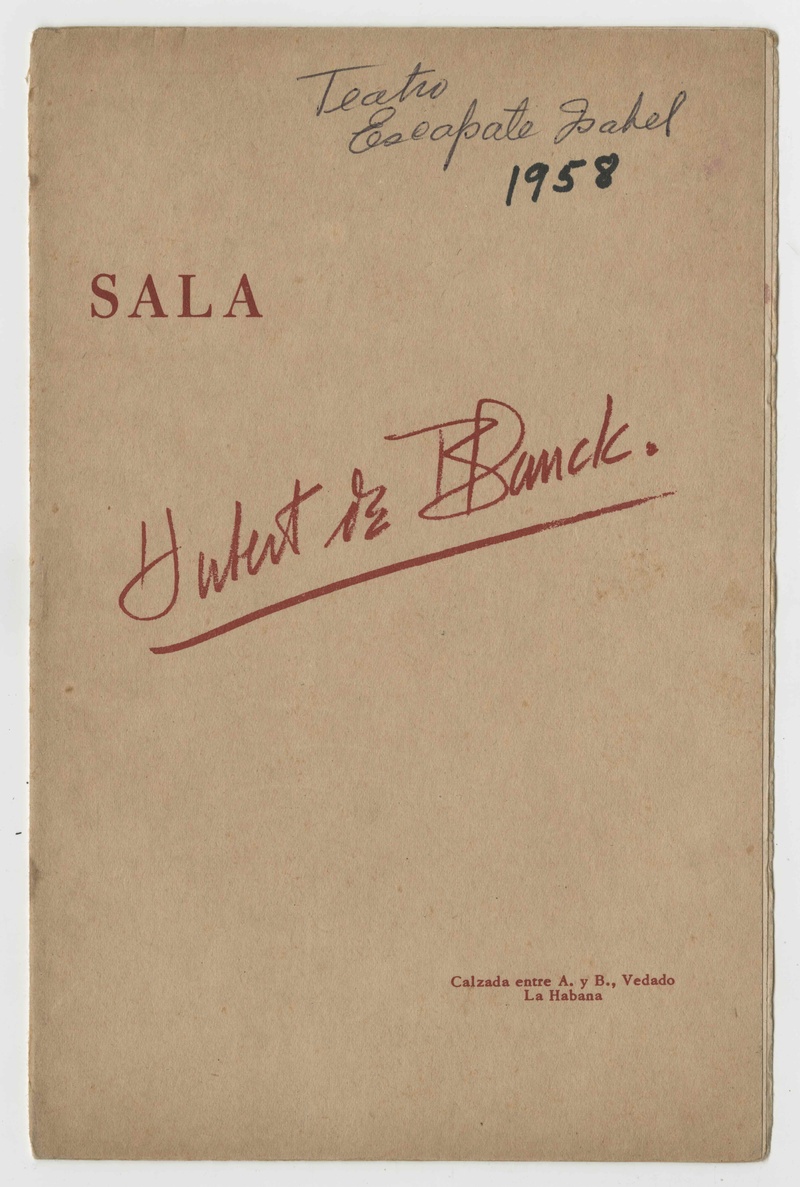 Teatro
Escapate Isabel
1958
SALA
Hubert de Blanck.
Calzada entre A. y B., Vedado
La Habana